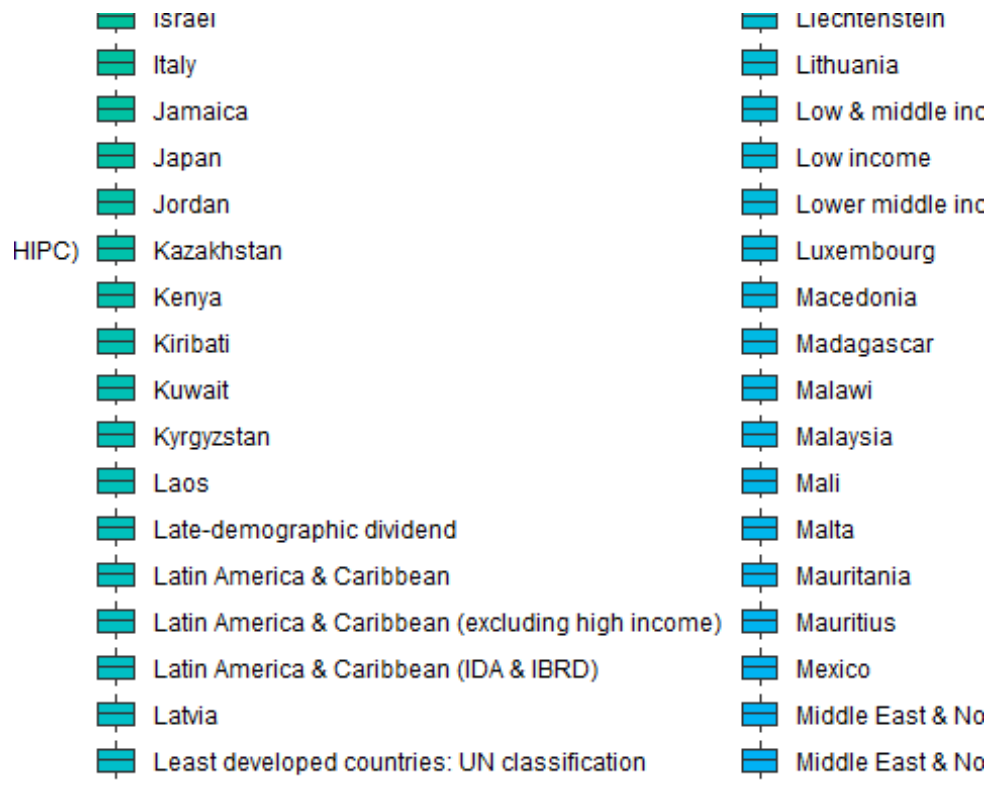 Israel
Italy
Jamaica
Japan
Jordan
HIPC) Kazakhstan
Kenya
Kiribati
Kuwait
Kyrgyzstan
Laos
Late-demographic dividend
Latin America & Caribbean
Latin America & Caribbean (excluding high income)
Latin America & Caribbean (IDA & IBRD)
Latvia
Least developed countries: UN classification
Liechtenstein
Lithuania
Low & middle inc
Low income
Lower middle inc
Luxembourg
Macedonia
Madagascar
Malawi
Malaysia
Mali
Malta
Mauritania
Mauritius
Mexico
Middle East & No
Middle East & No